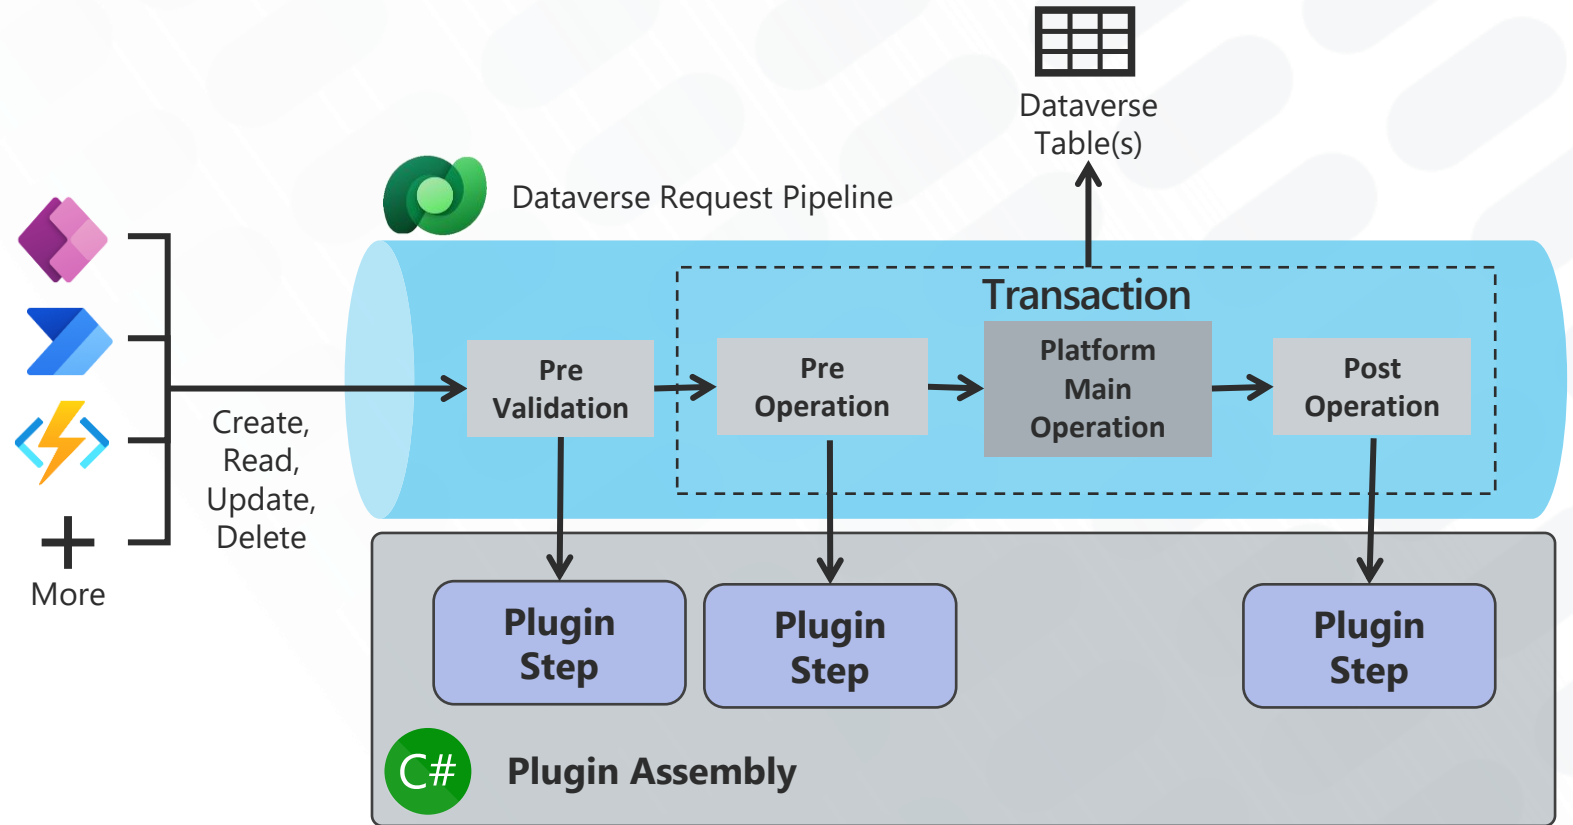 Dataverse
Table(s)
Dataverse Request Pipeline
Transaction
Pre
Validation
Pre
Operation
Platform
Main
Operation
Post
Operation
Create,
Read,
Update,
Delete
More
Plugin
Step
Plugin
Step
Plugin
Step
C#
Plugin Assembly